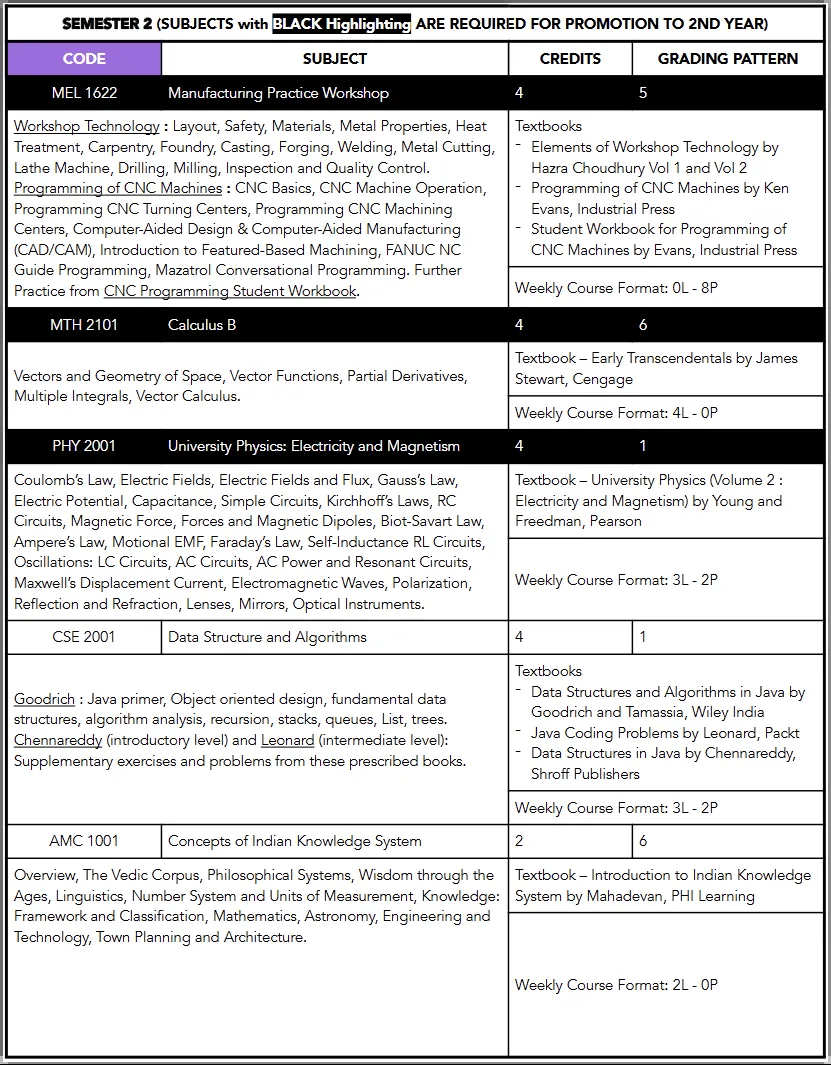 SEMESTER 2 (SUBJECTS with BLACK Highlighting ARE REQUIRED FOR PROMOTION TO 2ND YEAR)
CODE SUBJECT CREDITS GRADING PATTERN
MEL 1622 Manufacturing Practice Workshop 4 5
Workshop Technology : Layout, Safety, Materials, Metal Properties, Heat
Treatment, Carpentry, Foundry, Casting, Forging, Welding, Metal Cutting,
Lathe Machine, Drilling, Milling, Inspection and Quality Control.
Programming of CNC Machines : CNC Basics, CNC Machine Operation,
Programming CNC Turning Centers, Programming CNC Machining
Centers, Computer-Aided Design & Computer-Aided Manufacturing
(CAD/CAM), Introduction to Featured-Based Machining, FANUC NC
Guide Programming, Mazatrol Conversational Programming. Further
Practice from CNC Programming Student Workbook.
Textbooks
- Elements of Workshop Technology by
Hazra Choudhury Vol 1 and Vol 2
- Programming of CNC Machines by Ken
Evans, Industrial Press
- Student Workbook for Programming of
CNC Machines by Evans, Industrial Press
Weekly Course Format: 0L - 8P
MTH 2101 Calculus B 4 6
Vectors and Geometry of Space, Vector Functions, Partial Derivatives,
Multiple Integrals, Vector Calculus.
Textbook – Early Transcendentals by James
Stewart, Cengage
Weekly Course Format: 4L - 0P
PHY 2001 University Physics: Electricity and Magnetism 4 1
Coulomb's Law, Electric Fields, Electric Fields and Flux, Gauss's Law,
Electric Potential, Capacitance, Simple Circuits, Kirchhoff's Laws, RC
Circuits, Magnetic Force, Forces and Magnetic Dipoles, Biot-Savart Law,
Ampere's Law, Motional EMF, Faraday's Law, Self-Inductance RL Circuits,
Oscillations: LC Circuits, AC Circuits, AC Power and Resonant Circuits,
Maxwell's Displacement Current, Electromagnetic Waves, Polarization,
Reflection and Refraction, Lenses, Mirrors, Optical Instruments.
Textbook – University Physics (Volume 2 :
Electricity and Magnetism) by Young and
Freedman, Pearson
Weekly Course Format: 3L - 2P
CSE 2001 Data Structure and Algorithms 4 1
Goodrich : Java primer, Object oriented design, fundamental data
structures, algorithm analysis, recursion, stacks, queues, List, trees.
Chennareddy (introductory level) and Leonard (intermediate level):
Supplementary exercises and problems from these prescribed books.
Textbooks
- Data Structures and Algorithms in Java by
Goodrich and Tamassia, Wiley India
- Java Coding Problems by Leonard, Packt
- Data Structures in Java by Chennareddy,
Shroff Publishers
Weekly Course Format: 3L - 2P
AMC 1001 Concepts of Indian Knowledge System 2 6
Overview, The Vedic Corpus, Philosophical Systems, Wisdom through the
Ages, Linguistics, Number System and Units of Measurement, Knowledge:
Framework and Classification, Mathematics, Astronomy, Engineering and
Technology, Town Planning and Architecture.
Textbook – Introduction to Indian Knowledge
System by Mahadevan, PHI Learning
Weekly Course Format: 2L - 0P